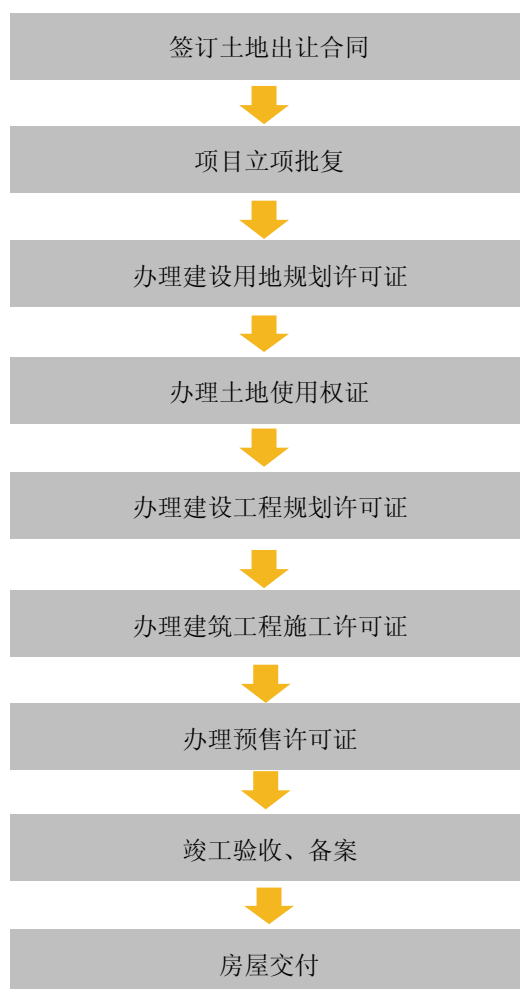 签订土地出让合同
项目立项批复
办理建设用地规划许可证
办理土地使用权证
办理建设工程规划许可证
办理建筑工程施工许可证
办理预售许可证
竣工验收、备案
房屋交付